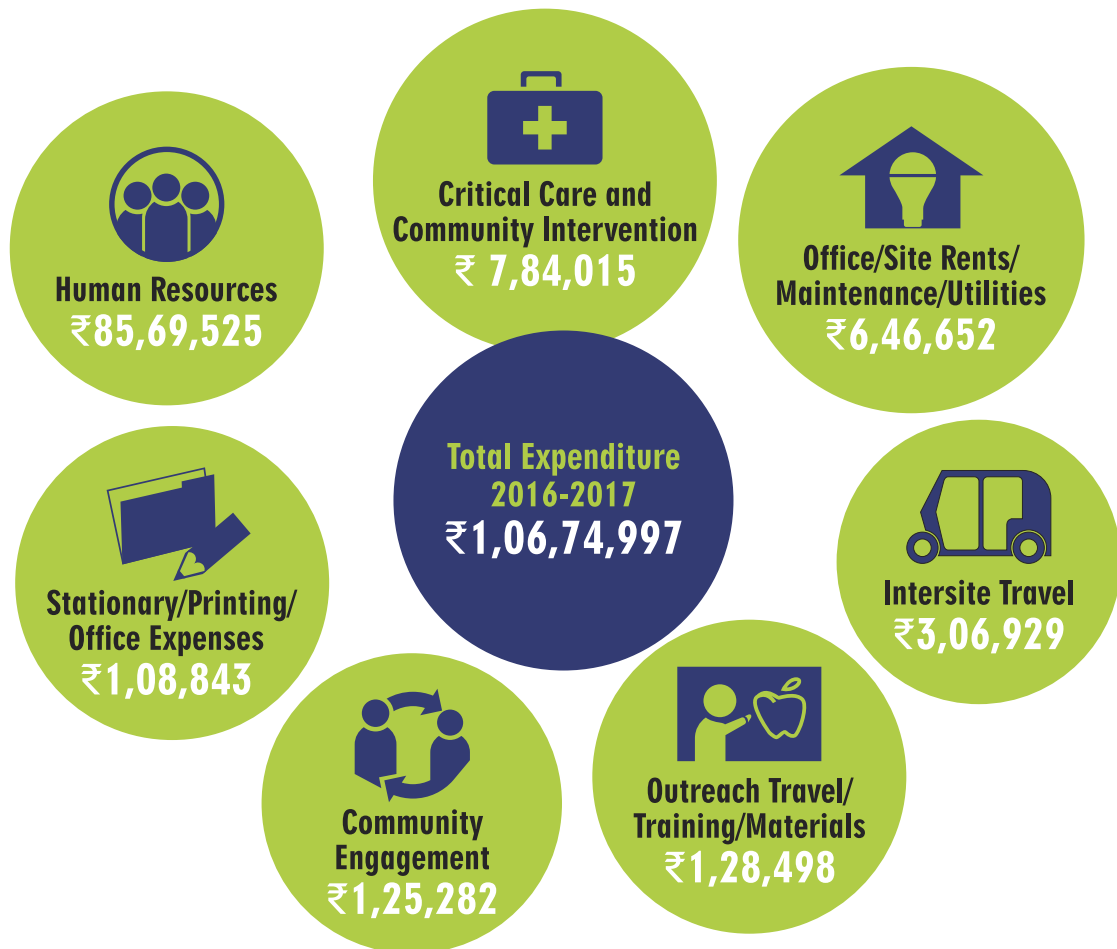 Critical Care and
Community Intervention
₹ 7,84,015
Office/Site Rents/
Maintenance/Utilities
₹6,46,652
Human Resources
₹85,69,525
Total Expenditure
2016-2017
₹1,06,74,997
Intersite Travel
₹3,06,929
Stationary/Printing/
Office Expenses
₹1,08,843
Outreach Travel/
Training/Materials
₹1,28,498
Community
Engagement
₹1,25,282